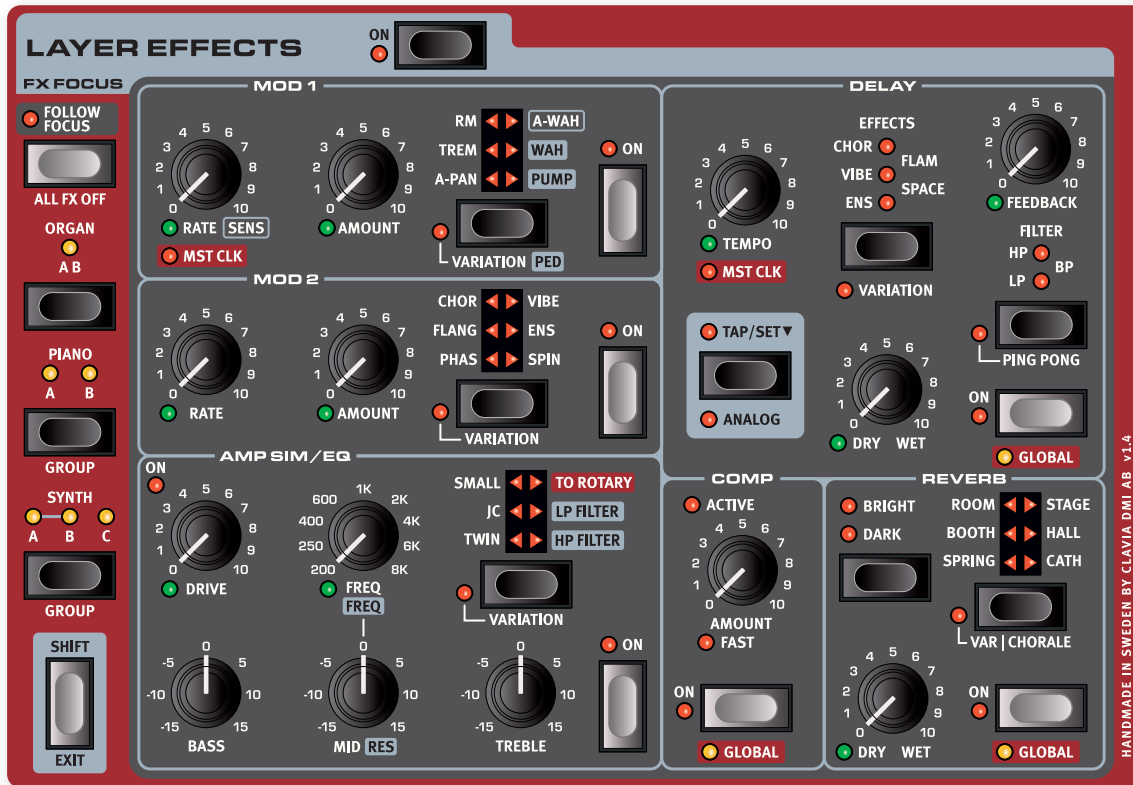 LAYER EFFECTS
ON
FX FOCUS
FOLLOW
FOCUS
ALL FX OFF
ORGAN
A B
PIANO
A B
GROUP
SYNTH
A B C
GROUP
SHIFT
EXIT
MOD 1
0 1 2 3 4 5 6 7 8 9 10
RATE SENS
MST CLK
0 1 2 3 4 5 6 7 8 9 10
AMOUNT
RM A-WAH
TREM WAH
A-PAN PUMP
VARIATION PED
ON
MOD 2
0 1 2 3 4 5 6 7 8 9 10
RATE
0 1 2 3 4 5 6 7 8 9 10
AMOUNT
CHOR VIBE
FLANG ENS
PHAS SPIN
VARIATION
ON
AMP SIM/EQ
ON
0 1 2 3 4 5 6 7 8 9 10
DRIVE
200 250 400 600 1K 2K 4K 6K 8K
FREQ
FREQ
SMALL TO ROTARY
JC LP FILTER
TWIN HP FILTER
VARIATION
-15 -10 -5 0 5 10 15
BASS
-15 -10 -5 0 5 10 15
MID RES
-15 -10 -5 0 5 10 15
TREBLE
ON
DELAY
0 1 2 3 4 5 6 7 8 9 10
TEMPO
MST CLK
EFFECTS
CHOR
FLAM
VIBE
SPACE
ENS
VARIATION
0 1 2 3 4 5 6 7 8 9 10
FEEDBACK
FILTER
HP
BP
LP
PING PONG
TAP/SET▼
ANALOG
0 1 2 3 4 5 6 7 8 9 10
DRY WET
ON
GLOBAL
COMP
ACTIVE
0 1 2 3 4 5 6 7 8 9 10
AMOUNT
FAST
ON
GLOBAL
REVERB
BRIGHT
DARK
ROOM STAGE
BOOTH HALL
SPRING CATH
VAR | CHORALE
0 1 2 3 4 5 6 7 8 9 10
DRY WET
ON
GLOBAL
HANDMADE IN SWEDEN BY CLAVIA DMI AB v1.4